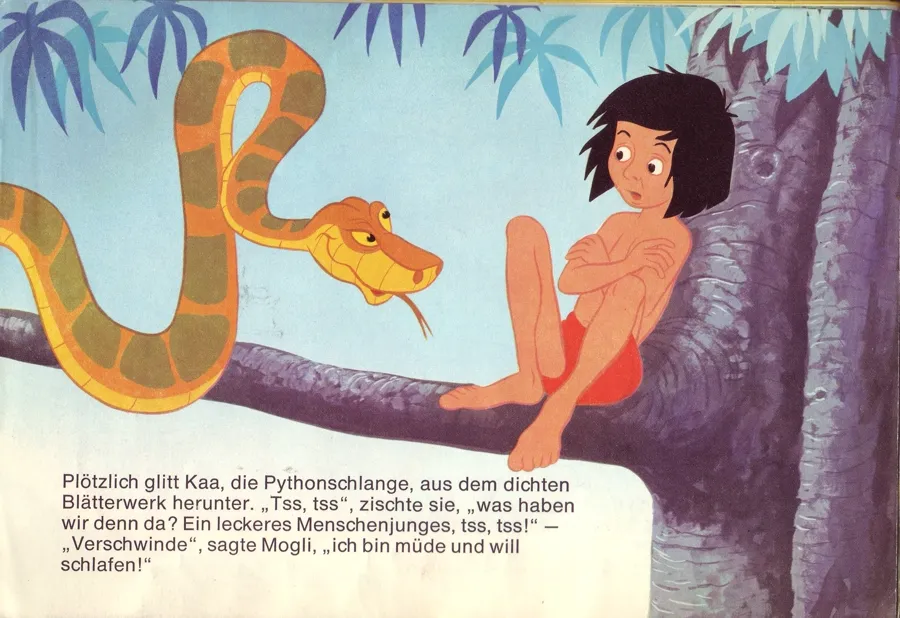 Plötzlich glitt Kaa, die Pythonschlange, aus dem dichten
Blätterwerk herunter. „Tss, tss“, zischte sie, „was haben
wir denn da? Ein leckeres Menschenjunges, tss, tss!“ —
„Verschwinde“, sagte Mogli, „ich bin müde und will
schlafen!“